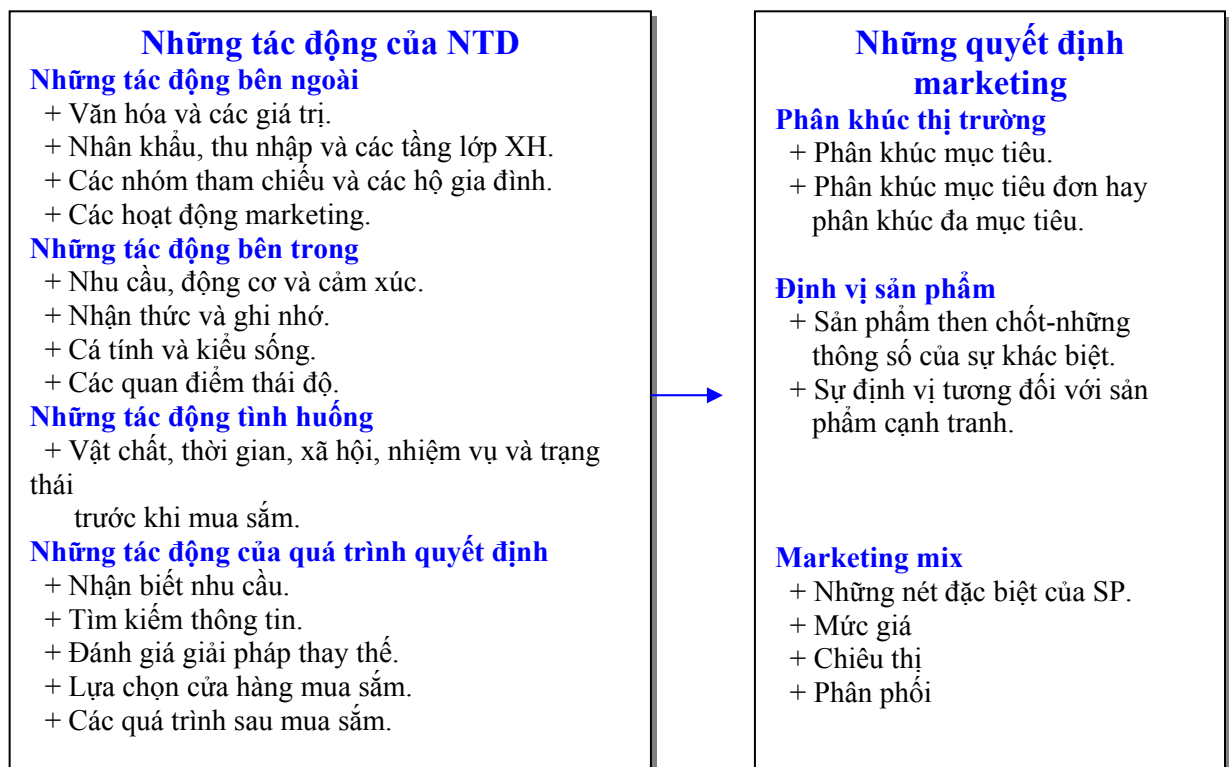 Những tác động của NTD
Những tác động bên ngoài
+ Văn hóa và các giá trị.
+ Nhân khẩu, thu nhập và các tầng lớp XH.
+ Các nhóm tham chiếu và các hộ gia đình.
+ Các hoạt động marketing.
Những tác động bên trong
+ Nhu cầu, động cơ và cảm xúc.
+ Nhận thức và ghi nhớ.
+ Cá tính và kiểu sống.
+ Các quan điểm thái độ.
Những tác động tình huống
+ Vật chất, thời gian, xã hội, nhiệm vụ và trạng
thái
trước khi mua sắm.
Những tác động của quá trình quyết định
+ Nhận biết nhu cầu.
+ Tìm kiếm thông tin.
+ Đánh giá giải pháp thay thế.
+ Lựa chọn cửa hàng mua sắm.
+ Các quá trình sau mua sắm.
Những quyết định
marketing
Phân khúc thị trường
+ Phân khúc mục tiêu.
+ Phân khúc mục tiêu đơn hay
phân khúc đa mục tiêu.
Định vị sản phẩm
+ Sản phẩm then chốt-những
thông số của sự khác biệt.
+ Sự định vị tương đối với sản
phẩm cạnh tranh.
Marketing mix
+ Những nét đặc biệt của SP.
+ Mức giá
+ Chiêu thị
+ Phân phối